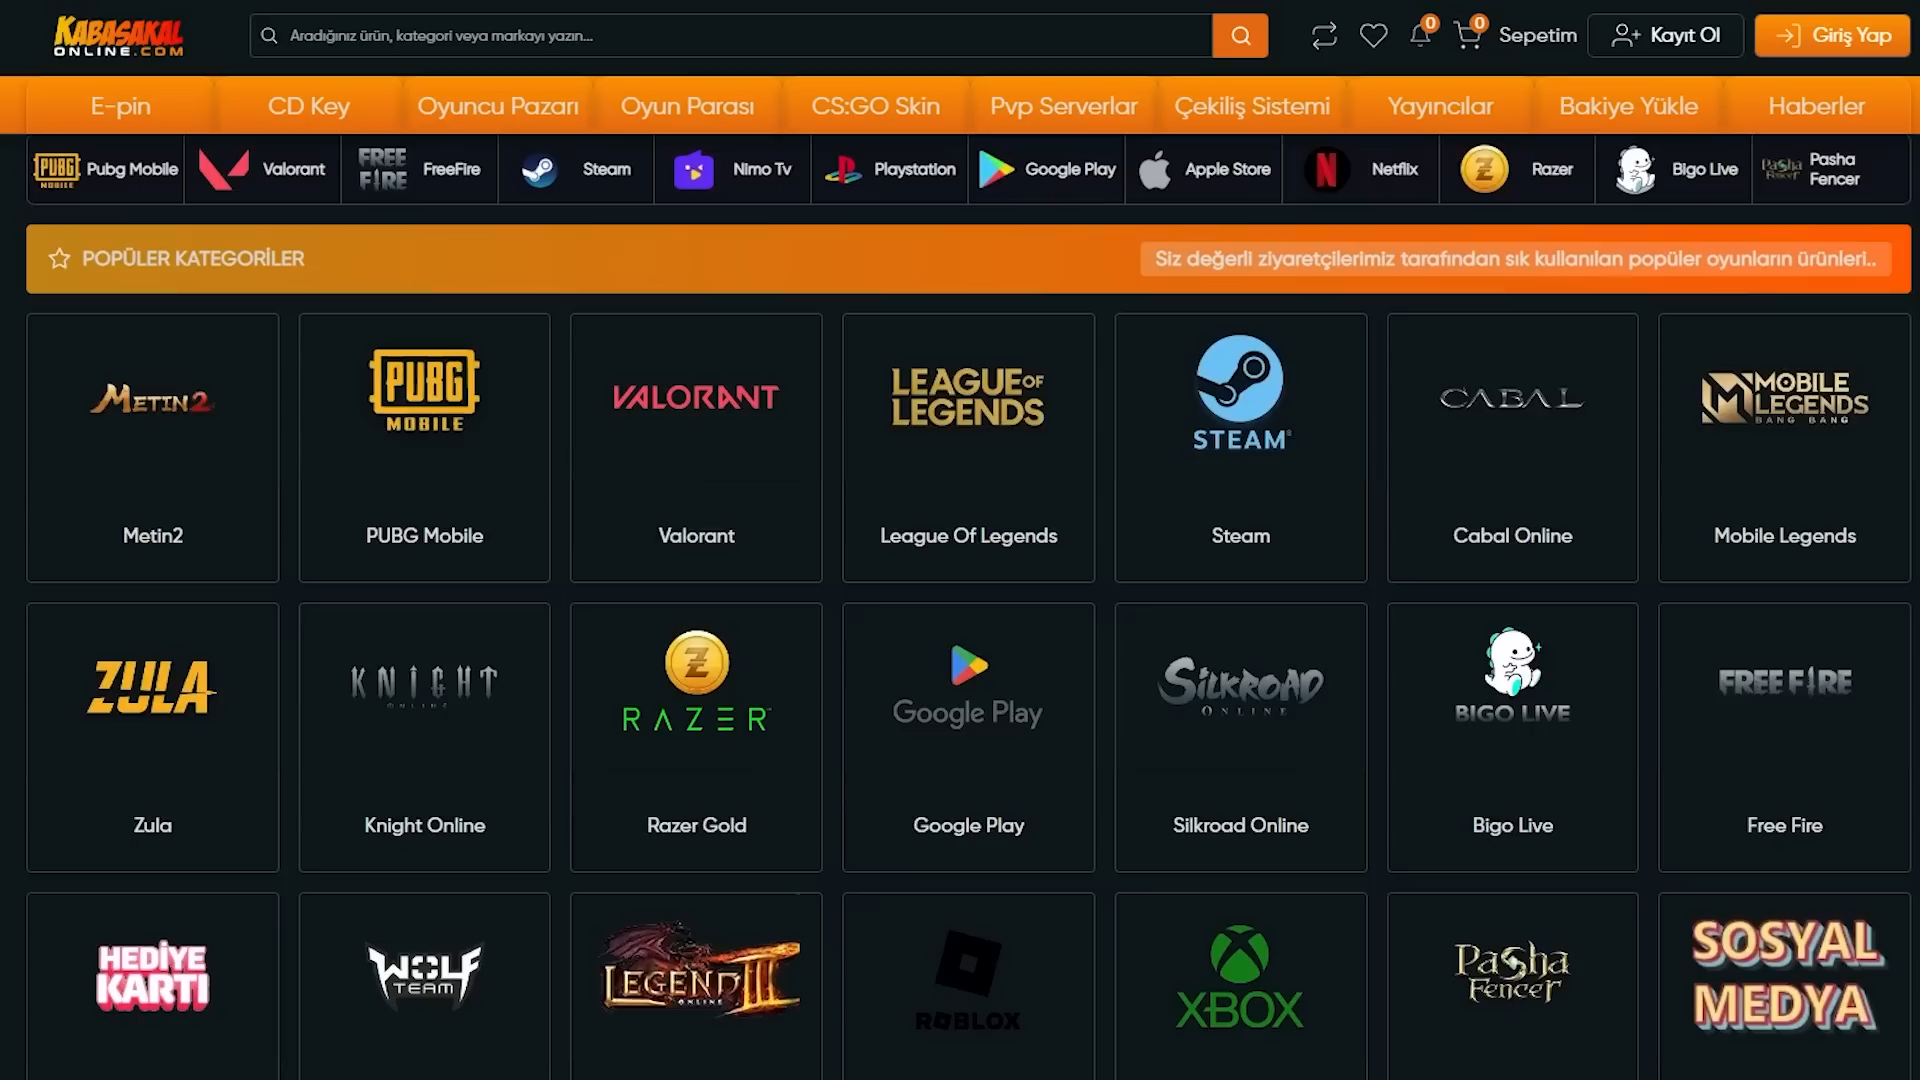 KABASAKAL
ONLINE.COM
Aradığınız ürün, kategori veya markayı yazın...
0
0
Sepetim
Kayıt Ol
Giriş Yap
E-pin
CD Key
Oyuncu Pazarı
Oyun Parası
CS:GO Skin
Pvp Serverlar
Çekiliş Sistemi
Yayıncılar
Bakiye Yükle
Haberler
PUBG
MOBILE
Pubg Mobile
Valorant
FREE
FIRE
FreeFire
Steam
Nimo Tv
Playstation
Google Play
Apple Store
Netflix
Razer
Bigo Live
Pasha
Fencer
Pasha
Fencer
POPÜLER KATEGORİLER
Siz değerli ziyaretçilerimiz tarafından sık kullanılan popüler oyunların ürünleri..
METIN2
PUBG
MOBILE
VALORANT
LEAGUE OF
LEGENDS
STEAM®
CABAL
MOBILE
LEGENDS
BANG BANG
Metin2
PUBG Mobile
Valorant
League Of Legends
Steam
Cabal Online
Mobile Legends
ZULA
KNIGHT
ONLINE
RAZER™
Google Play
SILKROAD
ONLINE
BIGO LIVE
FREE FIRE
Zula
Knight Online
Razer Gold
Google Play
Silkroad Online
Bigo Live
Free Fire
HEDİYE
KARTI
WOLF
TEAM
LEGEND III
ONLINE
ROBLOX
XBOX
Pasha
Fencer
SOSYAL
MEDYA